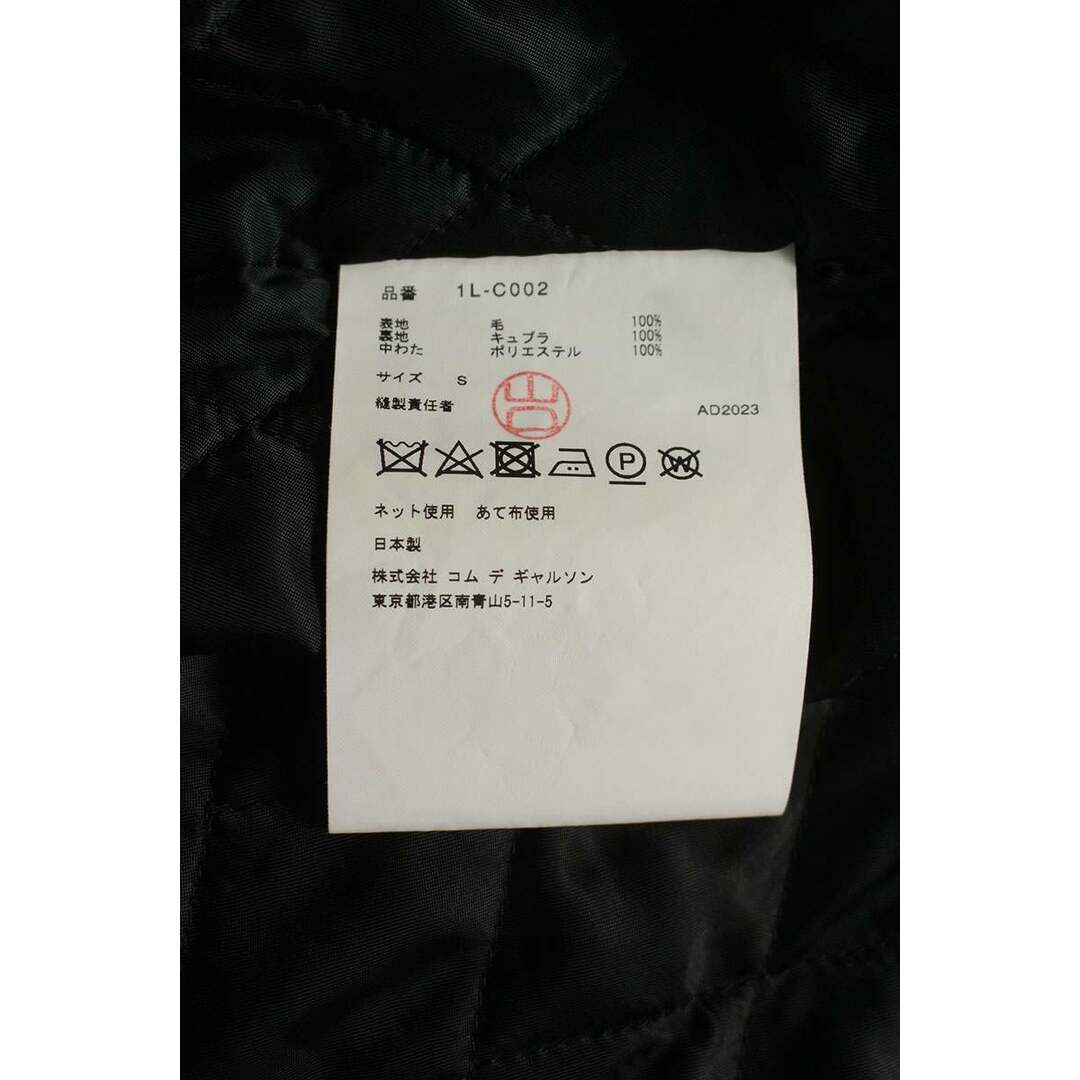 品番 1L-C002
表地 毛 100%
裏地 キュプラ 100%
中わた ポリエステル 100%
サイズ S
縫製責任者 山口
AD2023
P W
ネット使用 あて布使用
日本製
株式会社 コム デ ギャルソン
東京都港区南青山5-11-5